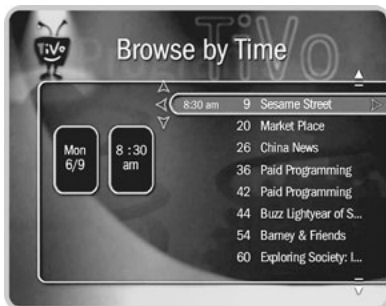 TiVo
Browse by Time
TiVo
8:30 am 9 Sesame Street
20 Market Place
26 China News
36 Paid Programming
42 Paid Programming
44 Buzz Lightyear of S...
54 Barney & Friends
60 Exploring Society: I...
Mon
6/9
8 : 30
am